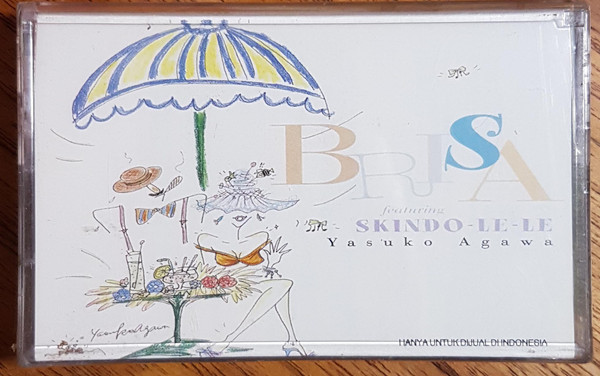 BRISA
featuring
SKINDO-LE-LE
Yasuko Agawa
HANYA UNTUK DIJUAL DI INDONESIA